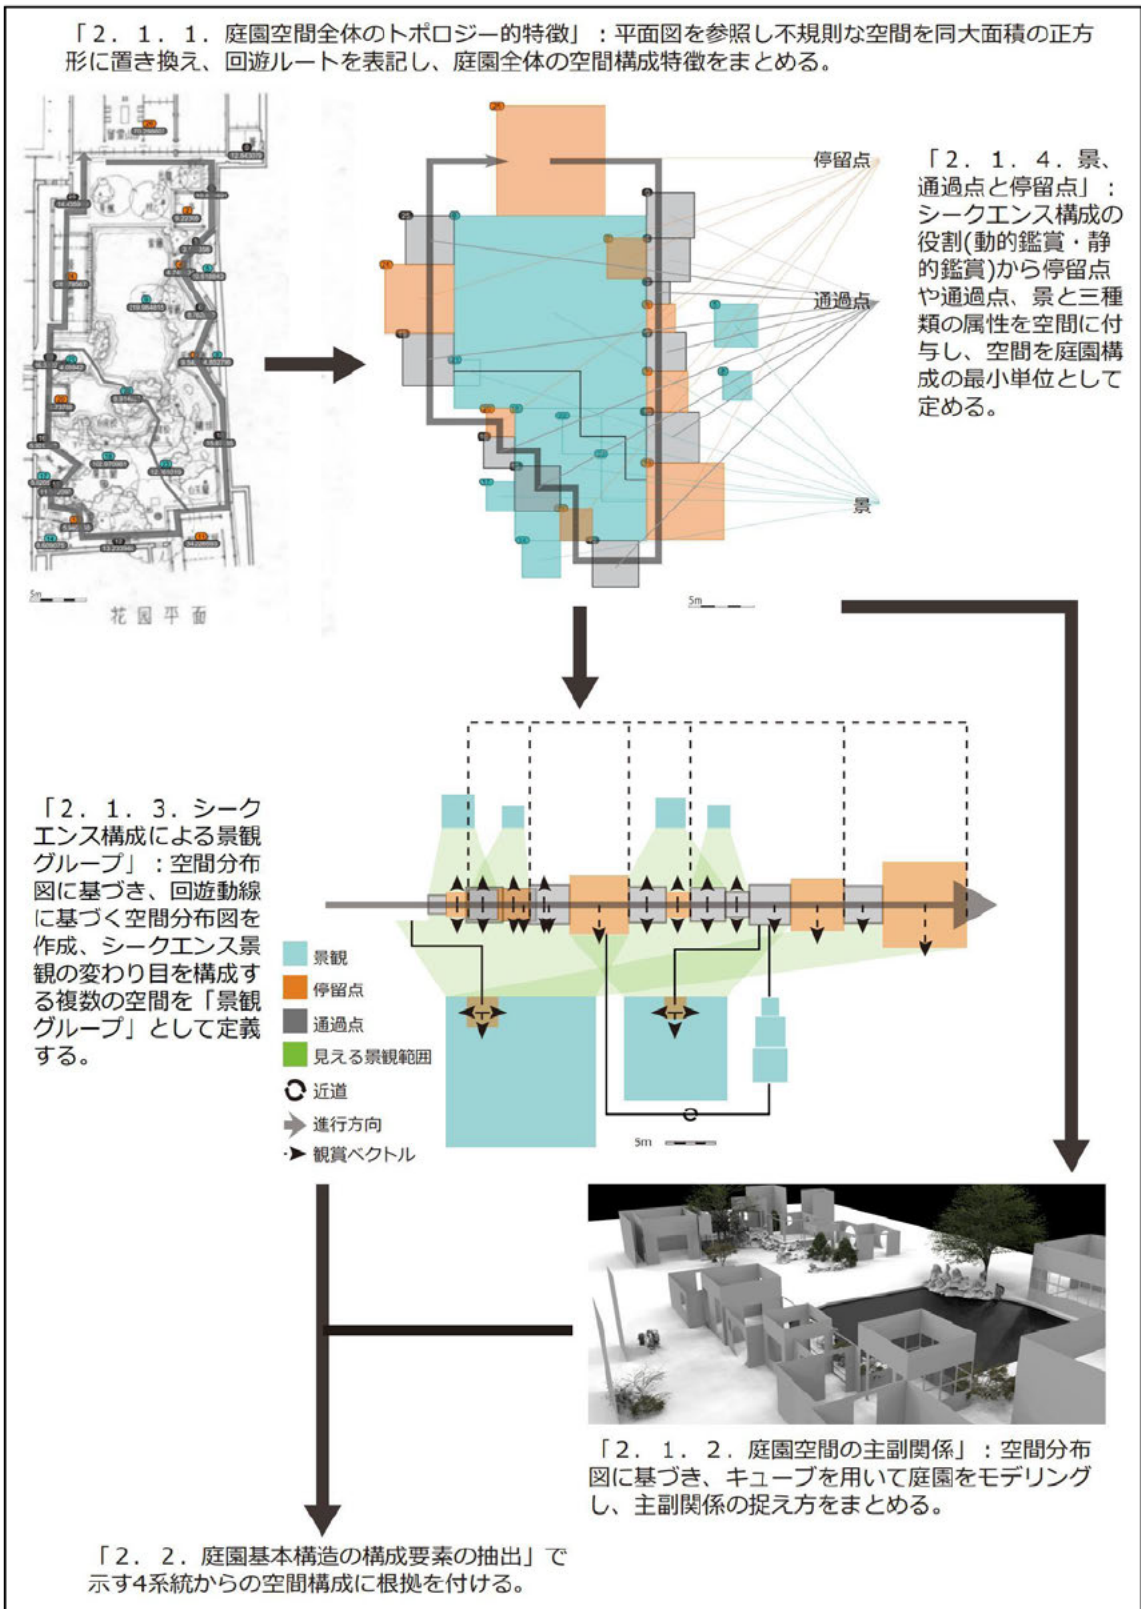 「２．１．１．庭園空間全体のトポロジー的特徴」：平面図を参照し不規則な空間を同大面積の正方
形に置き換え、回遊ルートを表記し、庭園全体の空間構成特徴をまとめる。
停留点
通過点
景
「２．１．４．景、
通過点と停留点」：
シークエンス構成の
役割(動的鑑賞・静
的鑑賞)から停留点
や通過点、景と三種
類の属性を空間に付
与し、空間を庭園構
成の最小単位として
定める。
5m
花园平面
5m
「２．１．３．シーク
エンス構成による景観
グループ」：空間分布
図に基づき、回遊動線
に基づく空間分布図を
作成、シークエンス景
観の変わり目を構成す
る複数の空間を「景観
グループ」として定義
する。
景観
停留点
通過点
見える景観範囲
近道
進行方向
観賞ベクトル
5m
「２．１．２．庭園空間の主副関係」：空間分布
図に基づき、キューブを用いて庭園をモデリング
し、主副関係の捉え方をまとめる。
「２．２．庭園基本構造の構成要素の抽出」で
示す4系統からの空間構成に根拠を付ける。